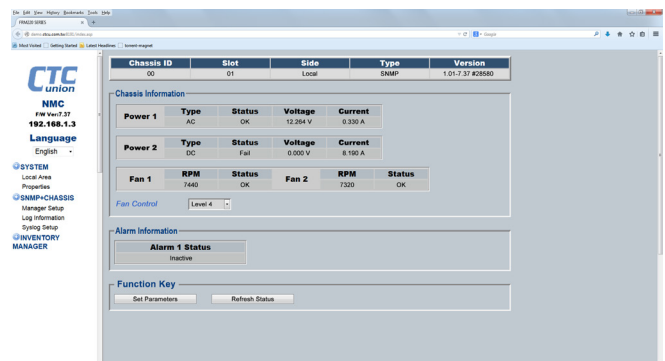 File Edit View History Bookmarks Tools Help
FRM220 SERIES
Google
Most Visited Getting Started Latest Headlines torrent-magnet
CTC
union
NMC
F/W Ver:7.37
192.168.1.3
Language
English
SYSTEM
Local Area
Properties
SNMP+CHASSIS
Manager Setup
Log Information
Syslog Setup
INVENTORY
MANAGER
Chassis ID Slot Side Type Version
00 01 Local SNMP 1.01-7.37 #28580
Chassis Information
Power 1 Type Status Voltage Current
AC OK 12.264 V 0.330 A
Power 2 Type Status Voltage Current
DC Fail 0.000 V 8.190 A
Fan 1 RPM Status Fan 2 RPM Status
7440 OK 7320 OK
Fan Control Level 4
Alarm Information
Alarm 1 Status
Inactive
Function Key
Set Parameters Refresh Status